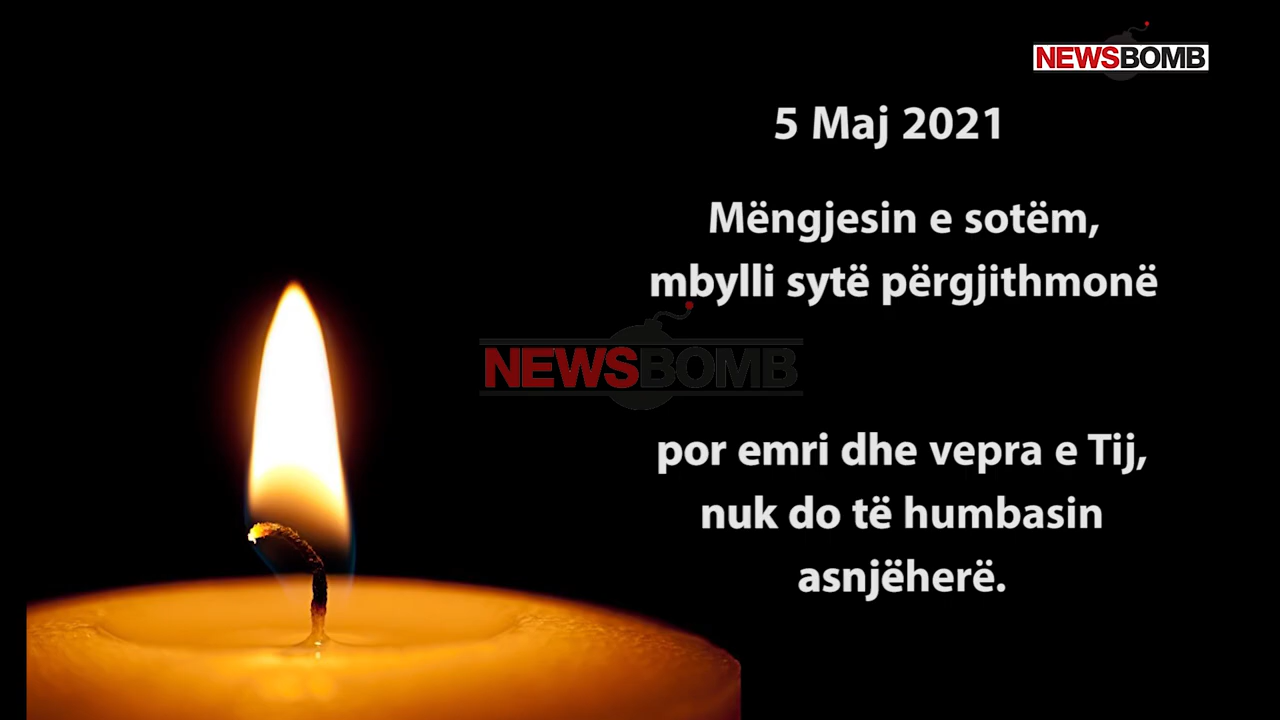 NEWSBOMB
5 Maj 2021
Mëngjesin e sotëm,
mbylli sytë përgjithmonë
NEWSBOMB
por emri dhe vepra e Tij,
nuk do të humbasin
asnjëherë.